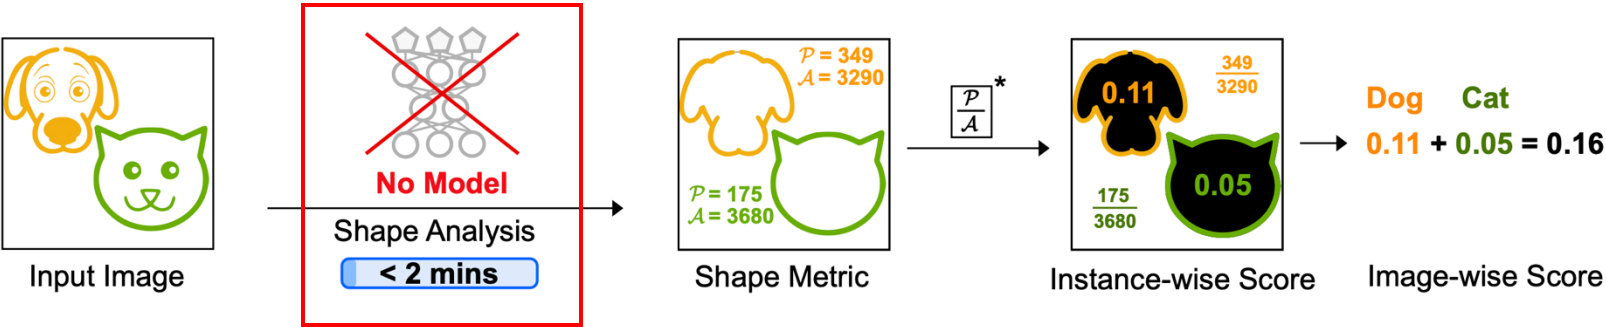 Input Image
No Model
Shape Analysis
< 2 mins
𝒫 = 349
𝒜 = 3290
𝒫 = 175
𝒜 = 3680
Shape Metric
𝒫
𝒜
*
0.11
349
3290
0.05
175
3680
Instance-wise Score
Dog Cat
0.11 + 0.05 = 0.16
Image-wise Score